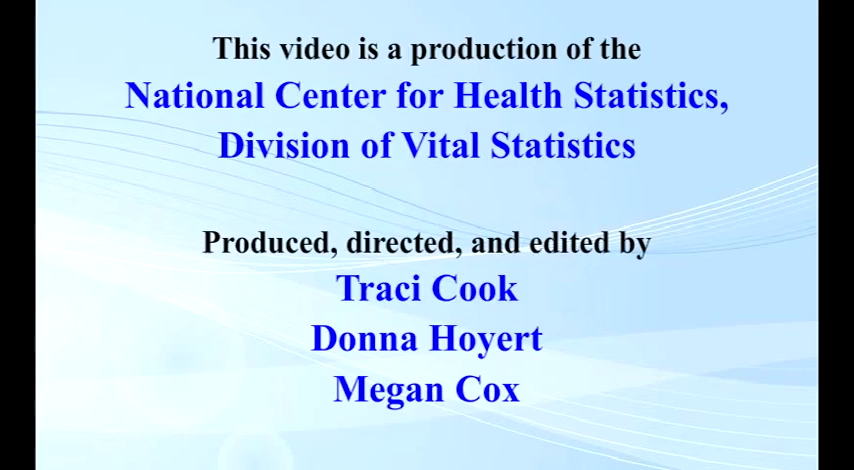 This video is a production of the
National Center for Health Statistics,
Division of Vital Statistics
Produced, directed, and edited by
Traci Cook
Donna Hoyert
Megan Cox